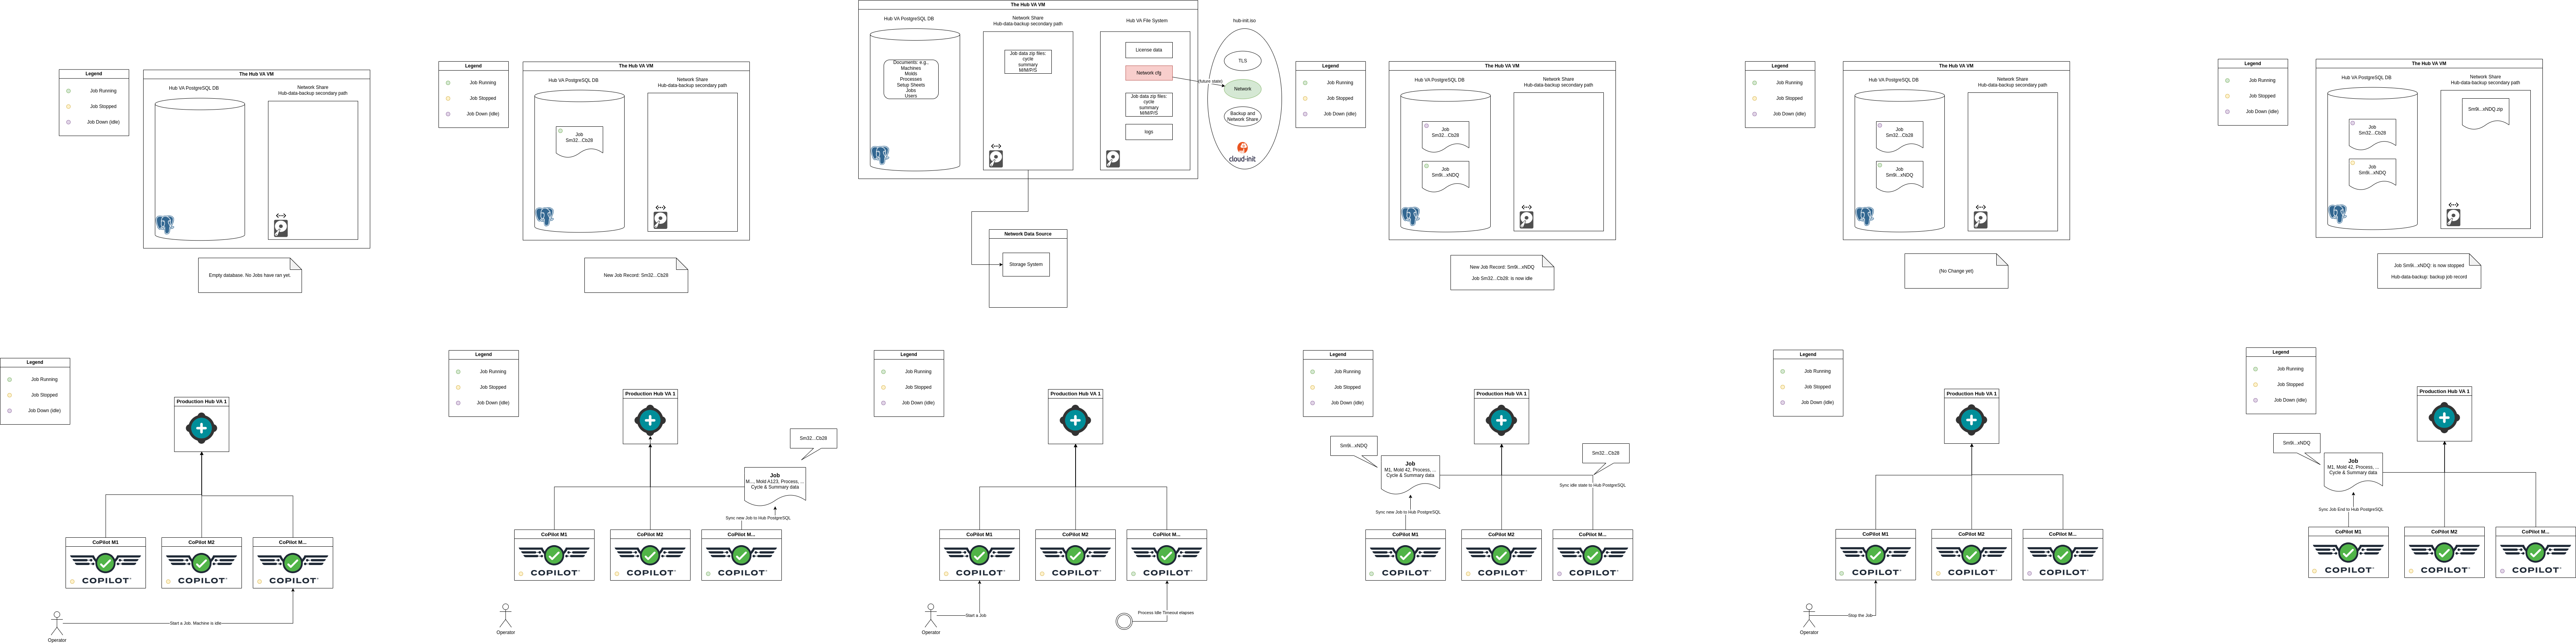 Legend
Job Running
Job Stopped
Job Down (idle)
The Hub VA VM
Hub VA PostgreSQL DB
Network Share
Hub-data-backup secondary path
Empty database. No Jobs have ran yet.
Legend
Job Running
Job Stopped
Job Down (idle)
The Hub VA VM
Hub VA PostgreSQL DB
Network Share
Hub-data-backup secondary path
Job
Sm32...Cb28
New Job Record: Sm32...Cb28
The Hub VA VM
Hub VA PostgreSQL DB
Documents: e.g.,
Machines
Molds
Processes
Setup Sheets
Jobs
Users
Network Share
Hub-data-backup secondary path
Job data zip files:
cycle
summary
M/M/P/S
Hub VA File System
License data
Network cfg
Job data zip files:
cycle
summary
M/M/P/S
logs
(future state)
hub-init.iso
TLS
Network
Backup and
Network Share
cloud-init
Network Data Source
Storage System
Legend
Job Running
Job Stopped
Job Down (idle)
The Hub VA VM
Hub VA PostgreSQL DB
Network Share
Hub-data-backup secondary path
Job
Sm32...Cb28
Job
Sm9i...xNDQ
New Job Record: Sm9i...xNDQ
Job Sm32...Cb28: is now idle
Legend
Job Running
Job Stopped
Job Down (idle)
The Hub VA VM
Hub VA PostgreSQL DB
Network Share
Hub-data-backup secondary path
Job
Sm32...Cb28
Job
Sm9i...xNDQ
(No Change yet)
Legend
Job Running
Job Stopped
Job Down (idle)
The Hub VA VM
Hub VA PostgreSQL DB
Network Share
Hub-data-backup secondary path
Job
Sm32...Cb28
Job
Sm9i...xNDQ
Sm9i...xNDQ.zip
Job Sm9i...xNDQ: is now stopped
Hub-data-backup: backup job record
Legend
Job Running
Job Stopped
Job Down (idle)
Production Hub VA 1
CoPilot M1
COPILOT
CoPilot M2
COPILOT
CoPilot M...
COPILOT
Start a Job. Machine is idle
Operator
Legend
Job Running
Job Stopped
Job Down (idle)
Production Hub VA 1
Sm32...Cb28
Job
M..., Mold A123, Process, ...
Cycle & Summary data
Sync new Job to Hub PostgreSQL
CoPilot M1
COPILOT
CoPilot M2
COPILOT
CoPilot M...
COPILOT
Operator
Legend
Job Running
Job Stopped
Job Down (idle)
Production Hub VA 1
CoPilot M1
COPILOT
CoPilot M2
COPILOT
CoPilot M...
COPILOT
Start a Job
Process Idle Timeout elapses
Operator
Legend
Job Running
Job Stopped
Job Down (idle)
Production Hub VA 1
Sm9i...xNDQ
Job
M1, Mold 42, Process, ...
Cycle & Summary data
Sync new Job to Hub PostgreSQL
Sm32...Cb28
Sync idle state to Hub PostgreSQL
CoPilot M1
COPILOT
CoPilot M2
COPILOT
CoPilot M...
COPILOT
Legend
Job Running
Job Stopped
Job Down (idle)
Production Hub VA 1
CoPilot M1
COPILOT
CoPilot M2
COPILOT
CoPilot M...
COPILOT
Stop the Job
Operator
Legend
Job Running
Job Stopped
Job Down (idle)
Production Hub VA 1
Sm9i...xNDQ
Job
M1, Mold 42, Process, ...
Cycle & Summary data
Sync Job End to Hub PostgreSQL
CoPilot M1
COPILOT
CoPilot M2
COPILOT
CoPilot M...
COPILOT